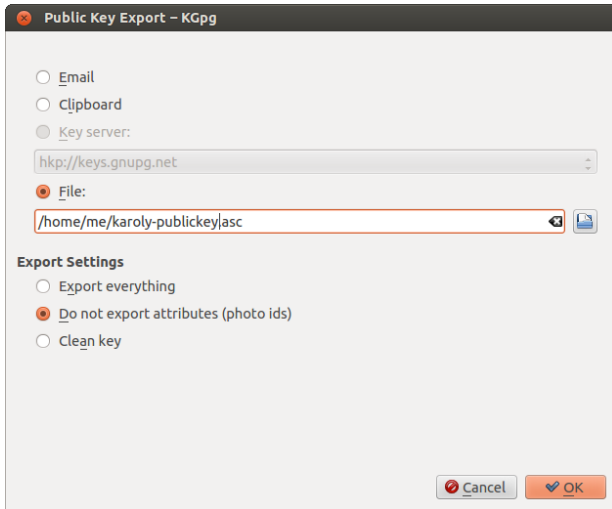 Public Key Export – KGpg
Email
Clipboard
Key server:
hkp://keys.gnupg.net
File:
/home/me/karoly-publickey.asc
Export Settings
Export everything
Do not export attributes (photo ids)
Clean key
Cancel
OK